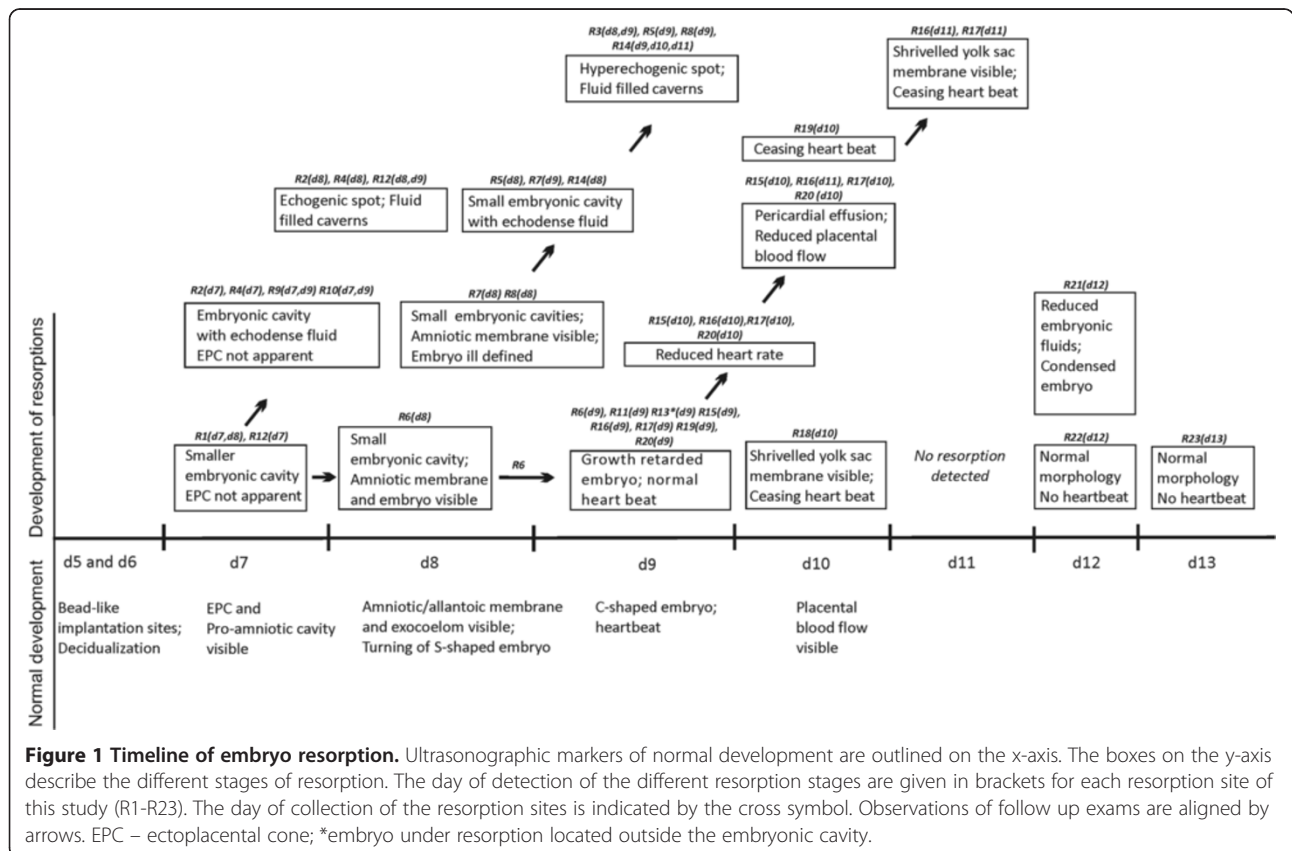 R3(d8,d9), R5(d9), R8(d9),
R14(d9,d10,d11)
Hyperechogenic spot;
Fluid filled caverns
R16(d11), R17(d11)
Shrivelled yolk sac
membrane visible;
Ceasing heart beat
R19(d10)
Ceasing heart beat
R2(d8), R4(d8), R12(d8,d9)
Echogenic spot; Fluid
filled caverns
R5(d8), R7(d9), R14(d8)
Small embryonic cavity
with echodense fluid
R15(d10), R16(d11), R17(d10),
R20 (d10)
Pericardial effusion;
Reduced placental
blood flow
R2(d7), R4(d7), R9(d7,d9) R10(d7,d9)
Embryonic cavity
with echodense fluid
EPC not apparent
R7(d8) R8(d8)
Small embryonic cavities;
Amniotic membrane visible;
Embryo ill defined
R15(d10), R16(d10),R17(d10),
R20(d10)
Reduced heart rate
R21(d12)
Reduced
embryonic
fluids;
Condensed
embryo
Development of resorptions
R1(d7,d8), R12(d7)
Smaller
embryonic cavity
EPC not apparent
R6(d8)
Small
embryonic cavity;
Amniotic membrane
and embryo visible
R6
R6(d9), R11(d9) R13*(d9) R15(d9),
R16(d9), R17(d9) R19(d9),
R20(d9)
Growth retarded
embryo; normal
heart beat
R18(d10)
Shrivelled yolk sac
membrane visible;
Ceasing heart beat
No resorption
detected
R22(d12)
Normal
morphology
No heartbeat
R23(d13)
Normal
morphology
No heartbeat
d5 and d6
d7
d8
d9
d10
d11
d12
d13
Normal development
Bead-like
implantation sites;
Decidualization
EPC and
Pro-amniotic cavity
visible
Amniotic/allantoic membrane
and exocoelom visible;
Turning of S-shaped embryo
C-shaped embryo;
heartbeat
Placental
blood flow
visible
Figure 1 Timeline of embryo resorption. Ultrasonographic markers of normal development are outlined on the x-axis. The boxes on the y-axis
describe the different stages of resorption. The day of detection of the different resorption stages are given in brackets for each resorption site of
this study (R1-R23). The day of collection of the resorption sites is indicated by the cross symbol. Observations of follow up exams are aligned by
arrows. EPC – ectoplacental cone; *embryo under resorption located outside the embryonic cavity.